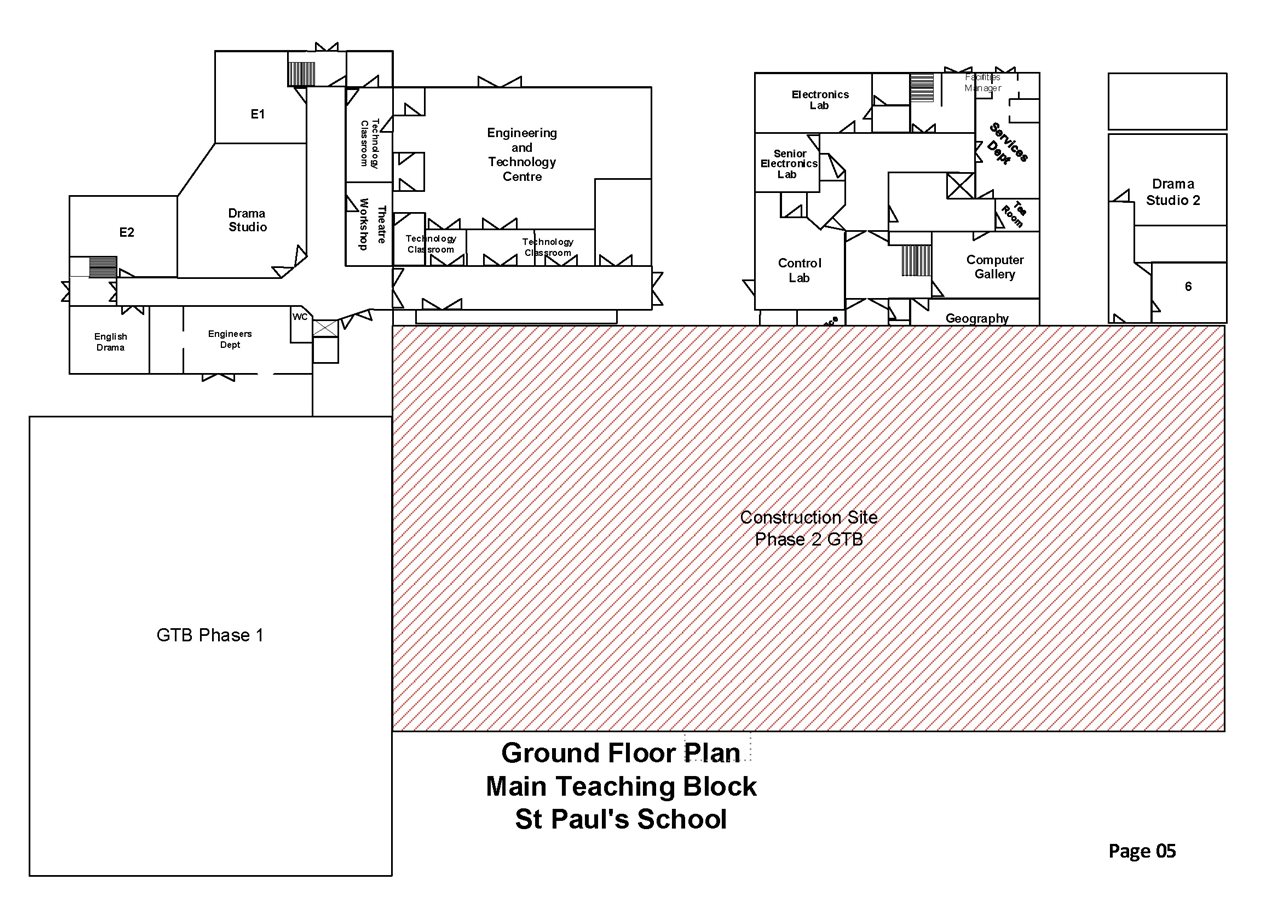 E1
Technology
Classroom
Engineering
and
Technology
Centre
E2
Drama
Studio
Theatre
Workshop
Technology
Classroom
Technology
Classroom
WC
English
Drama
Engineers
Dept
Electronics
Lab
Facilities
Manager
Services
Dept
Senior
Electronics
Lab
Tea
Room
Control
Lab
Computer
Gallery
Geography
Drama
Studio 2
6
Construction Site
Phase 2 GTB
GTB Phase 1
Ground Floor Plan
Main Teaching Block
St Paul's School
Page 05